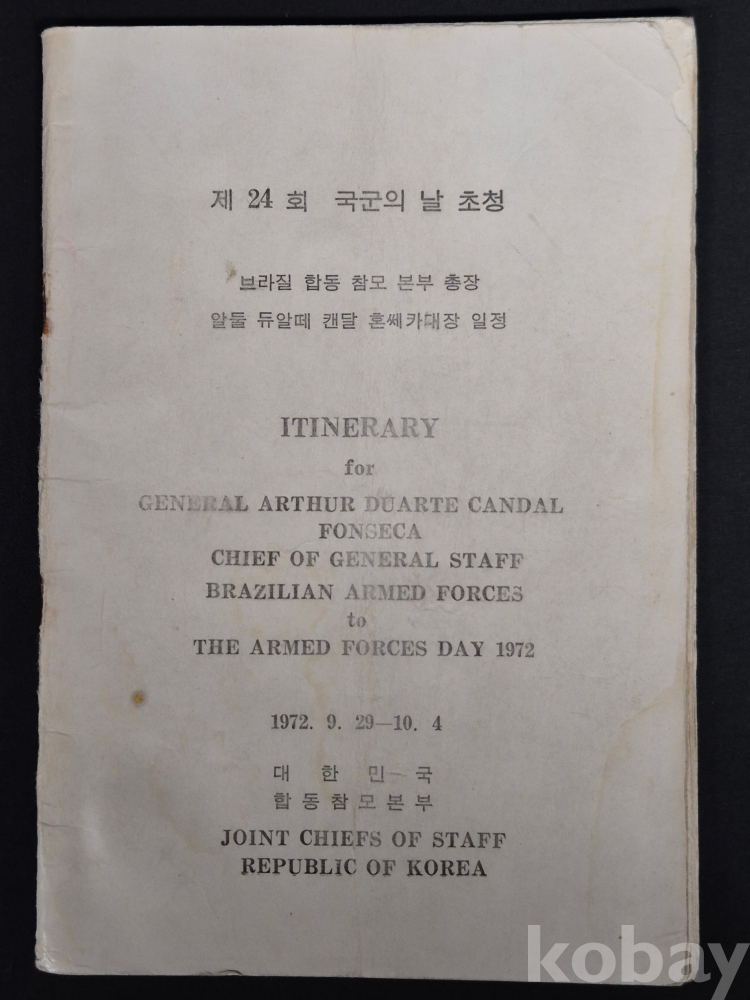 제 24 회 국군의 날 초청
브라질 합동 참모 본부 총장
알둘 듀알떼 캔달 혼쎄카대장 일정
ITINERARY
for
GENERAL ARTHUR DUARTE CANDAL
FONSECA
CHIEF OF GENERAL STAFF
BRAZILIAN ARMED FORCES
to
THE ARMED FORCES DAY 1972
1972. 9. 29—10. 4
대 한 민 국
합동참모본부
JOINT CHIEFS OF STAFF
REPUBLIC OF KOREA
kobay